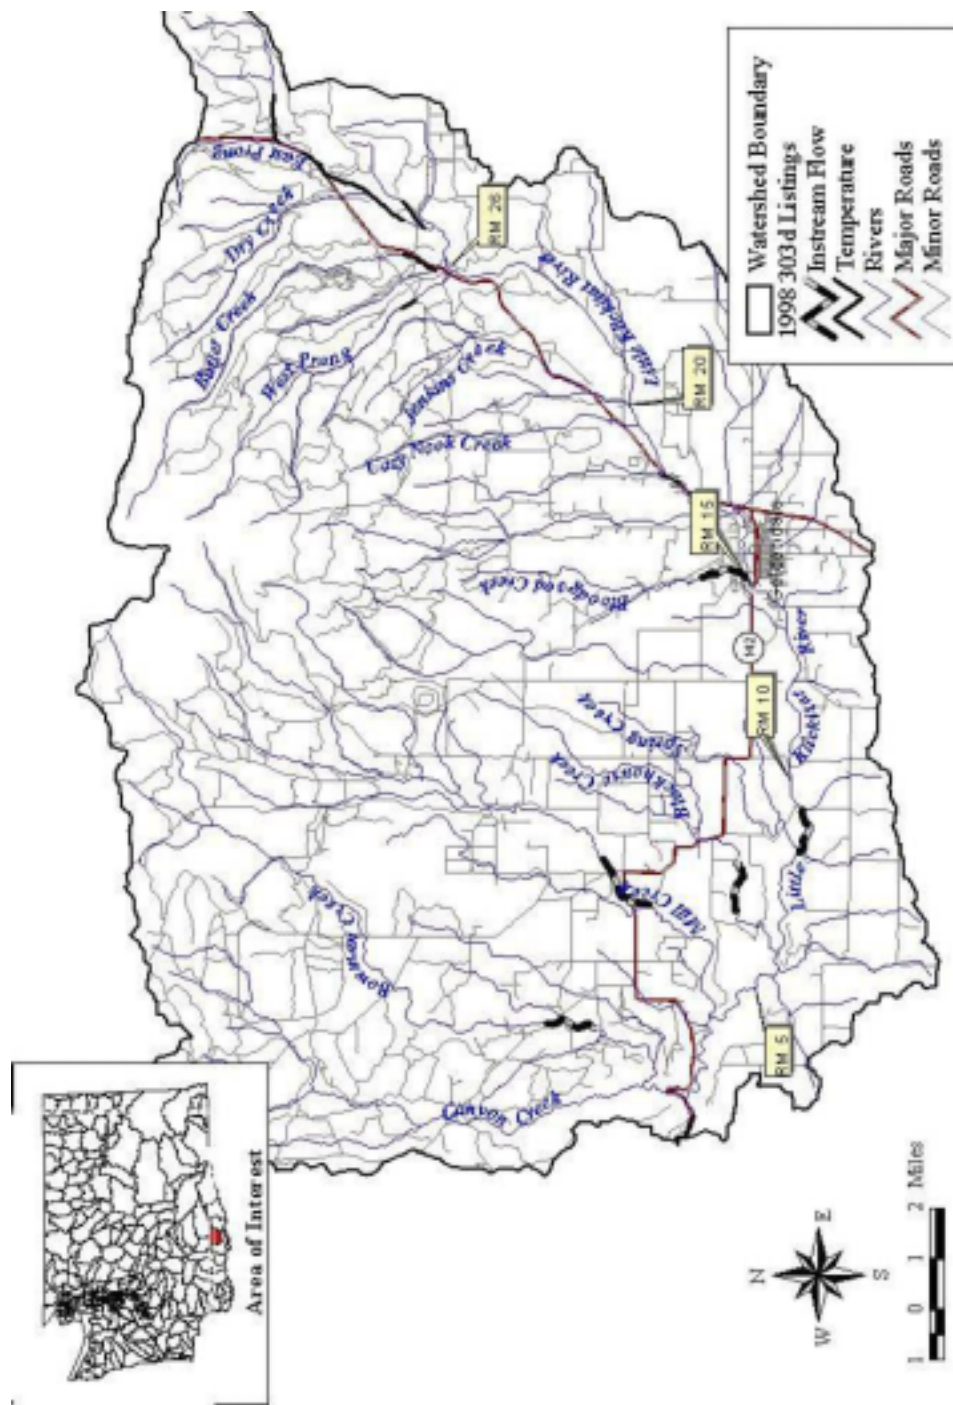 East Prong
Dry Creek
Butler Creek
West Prong
Jenkins Creek
Cozy Nook Creek
Bloodgood Creek
Little Klickitat River
RM 26
RM 20
RM 15
Goldendale
142
RM 10
Spring Creek
Blockhouse Creek
Mill Creek
Little Klickitat River
Bowman Creek
Canyon Creek
RM 5
Area of Interest
Watershed Boundary
1998 303d Listings
Instream Flow
Temperature
Rivers
Major Roads
Minor Roads
N
W E
S
1 0 1 2 Miles